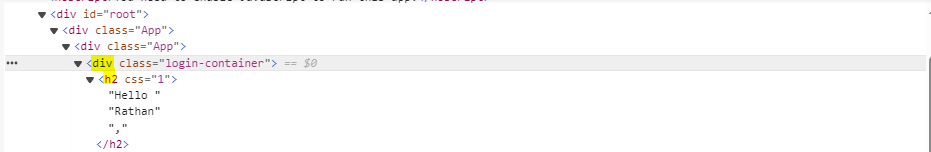 <div id="root">
<div class="App">
<div class="App">
<div class="login-container"> == $0
<h2 css="1">
"Hello "
"Rathan"
","
</h2>